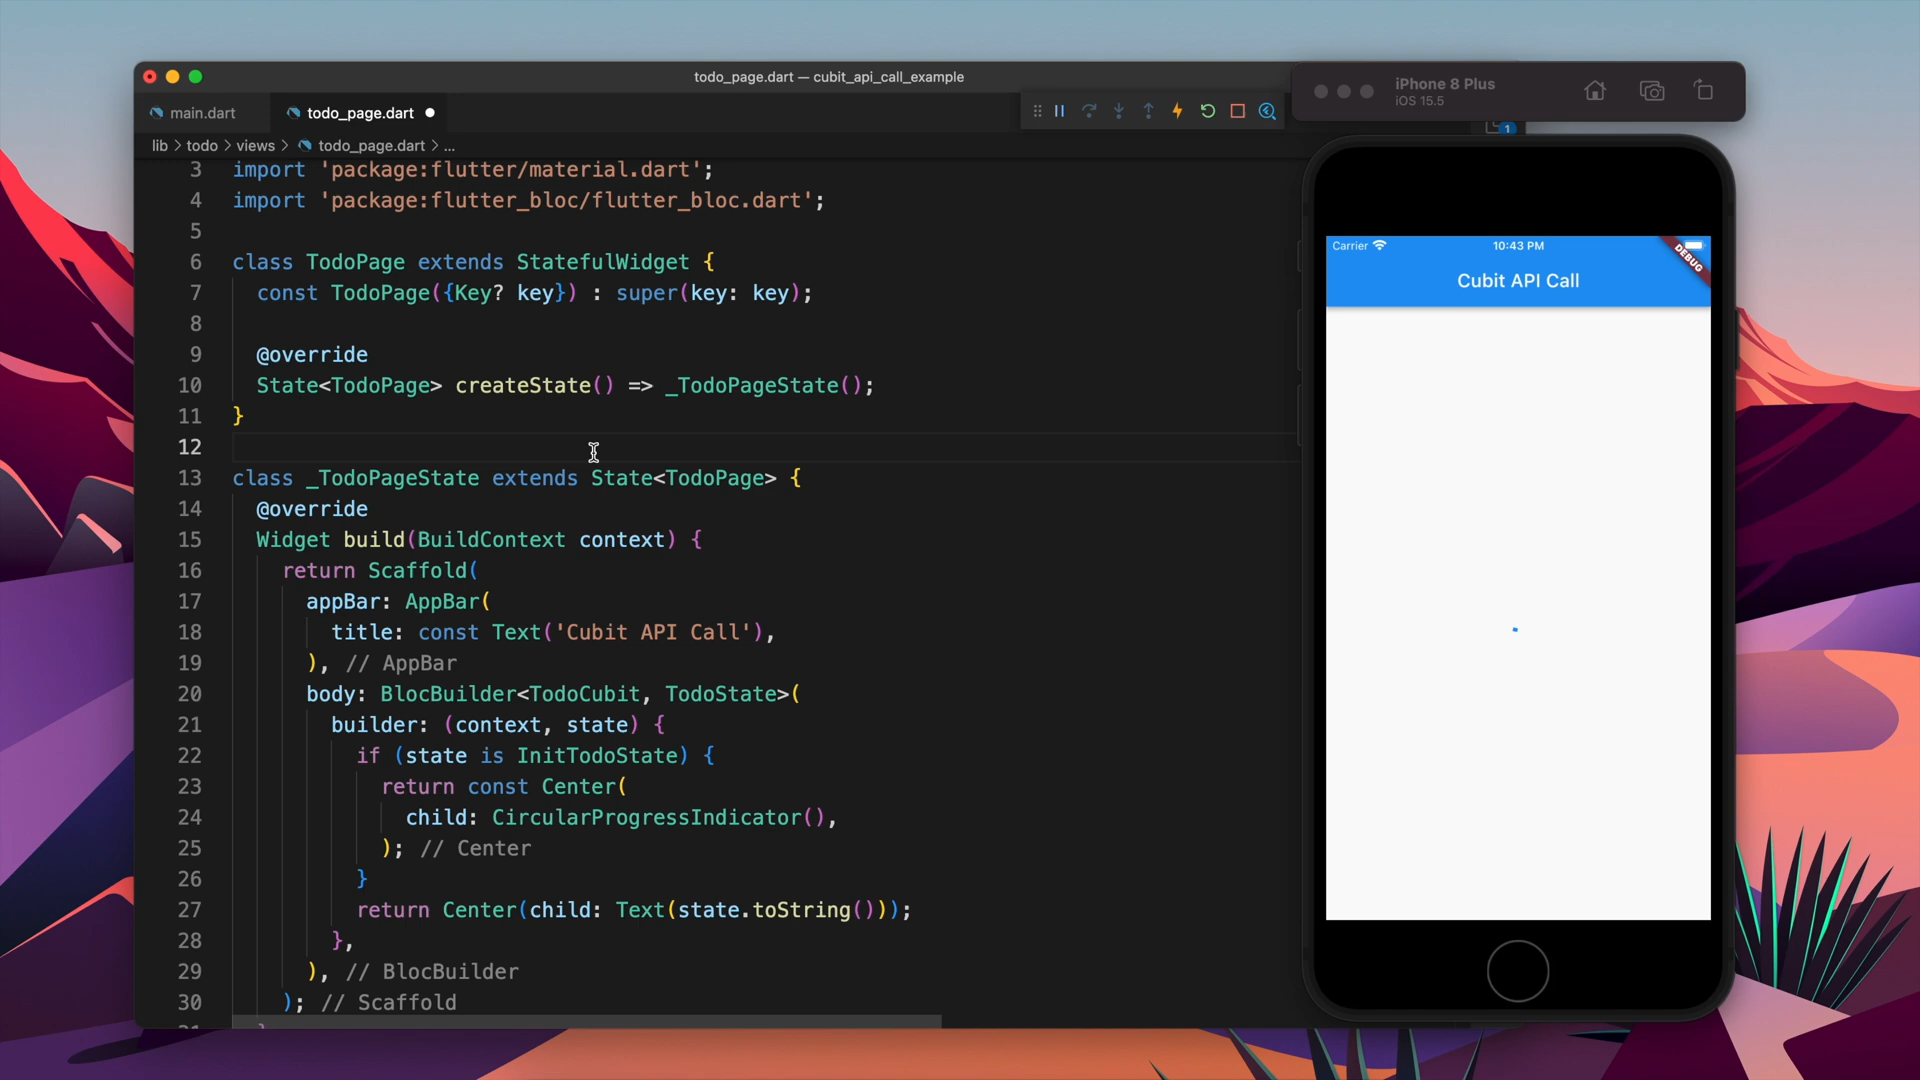 todo_page.dart — cubit_api_call_example
main.dart
todo_page.dart
lib > todo > views > todo_page.dart > ...
3 import 'package:flutter/material.dart';
4 import 'package:flutter_bloc/flutter_bloc.dart';
5
6 class TodoPage extends StatefulWidget {
7 const TodoPage({Key? key}) : super(key: key);
8
9 @override
10 State<TodoPage> createState() => _TodoPageState();
11 }
12
13 class _TodoPageState extends State<TodoPage> {
14 @override
15 Widget build(BuildContext context) {
16 return Scaffold(
17 appBar: AppBar(
18 title: const Text('Cubit API Call'),
19 ), // AppBar
20 body: BlocBuilder<TodoCubit, TodoState>(
21 builder: (context, state) {
22 if (state is InitTodoState) {
23 return const Center(
24 child: CircularProgressIndicator(),
25 ); // Center
26 }
27 return Center(child: Text(state.toString()));
28 },
29 ), // BlocBuilder
30 ); // Scaffold
iPhone 8 Plus
iOS 15.5
1
Carrier
10:43 PM
DEBUG
Cubit API Call